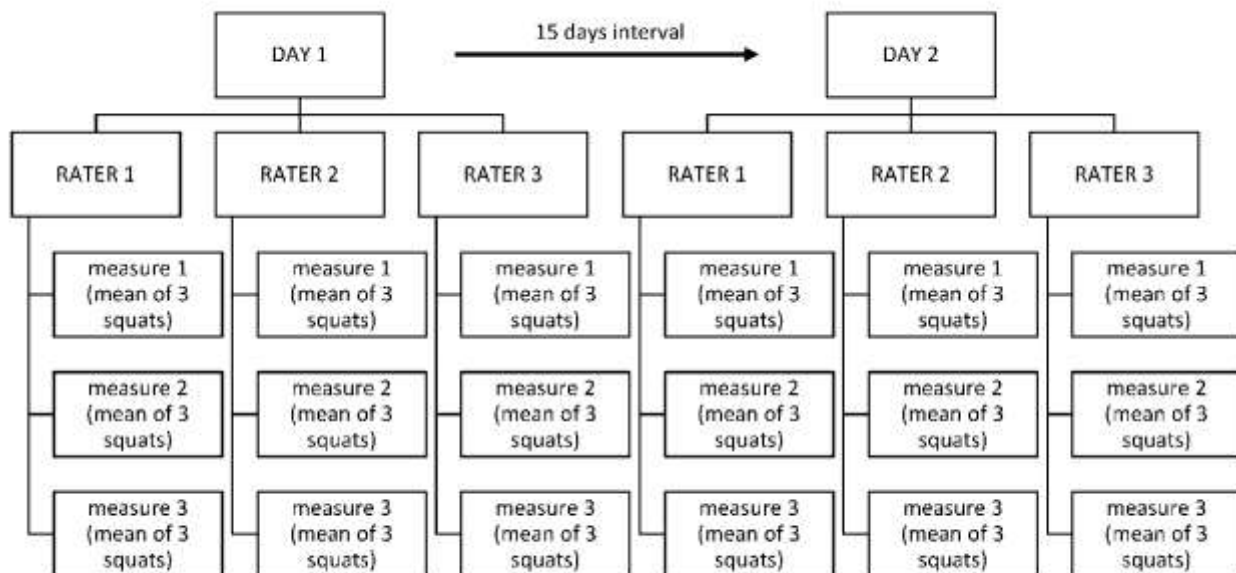 DAY 1
15 days interval
DAY 2
RATER 1
RATER 2
RATER 3
RATER 1
RATER 2
RATER 3
measure 1
(mean of 3
squats)
measure 1
(mean of 3
squats)
measure 1
(mean of 3
squats)
measure 1
(mean of 3
squats)
measure 1
(mean of 3
squats)
measure 1
(mean of 3
squats)
measure 2
(mean of 3
squats)
measure 2
(mean of 3
squats)
measure 2
(mean of 3
squats)
measure 2
(mean of 3
squats)
measure 2
(mean of 3
squats)
measure 2
(mean of 3
squats)
measure 3
(mean of 3
squats)
measure 3
(mean of 3
squats)
measure 3
(mean of 3
squats)
measure 3
(mean of 3
squats)
measure 3
(mean of 3
squats)
measure 3
(mean of 3
squats)